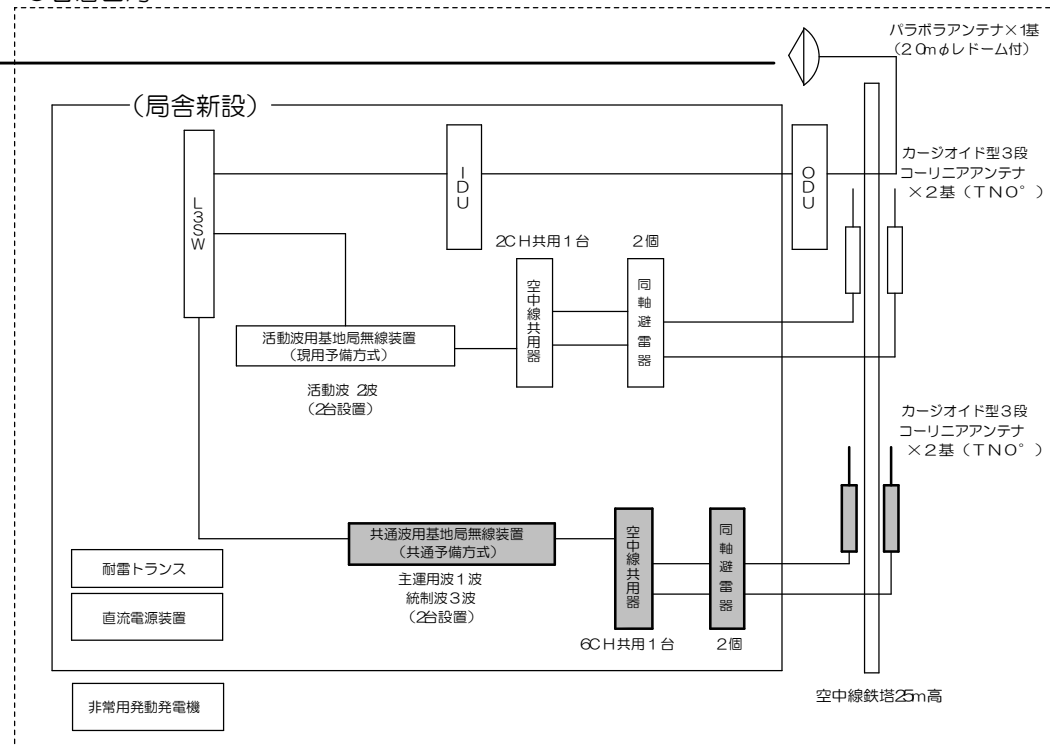 パラボラアンテナ×1基
（2.0mφレドーム付）
（局舎新設）
IDU
ODU
L3SW
カージオイド型３段
コーリニアアンテナ
×２基（TN0°）
2CH共用１台
2個
空中線共用器
同軸避雷器
活動波用基地局無線装置
（現用予備方式）
活動波 2波
（2台設置）
カージオイド型３段
コーリニアアンテナ
×２基（TN0°）
共通波用基地局無線装置
（共通予備方式）
空中線共用器
同軸避雷器
主運用波１波
統制波３波
（2台設置）
6CH共用１台
2個
耐雷トランス
直流電源装置
非常用発動発電機
空中線鉄塔25m高